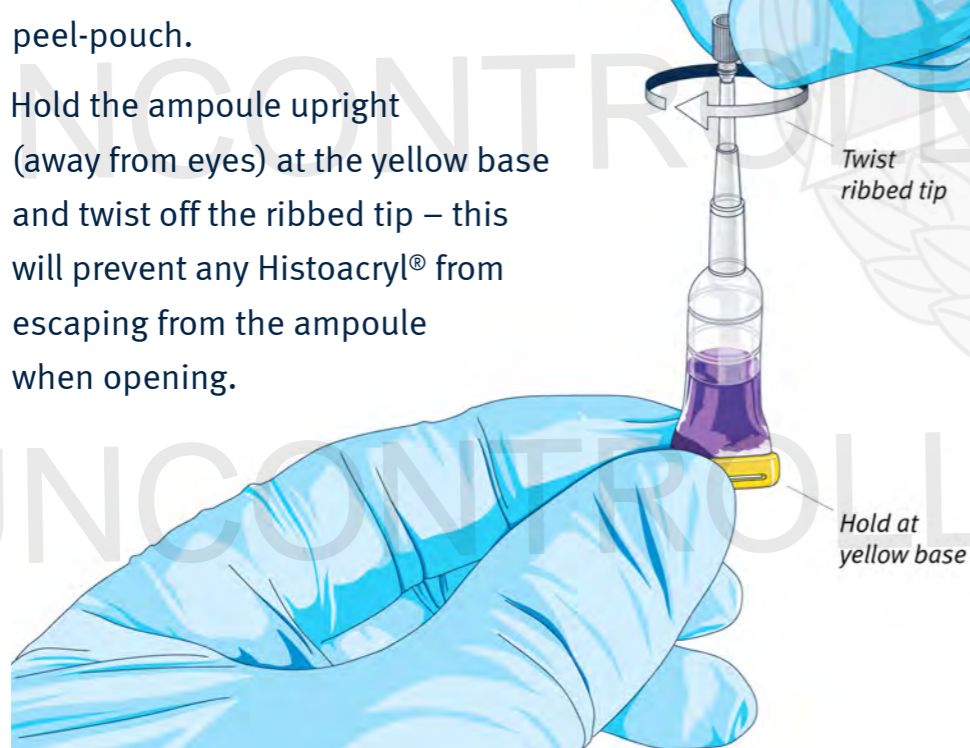 peel-pouch.
Hold the ampoule upright
(away from eyes) at the yellow base
and twist off the ribbed tip – this
will prevent any Histoacryl® from
escaping from the ampoule
when opening.
Twist
ribbed tip
Hold at
yellow base
UNCONTROLL
UNCONTROLL